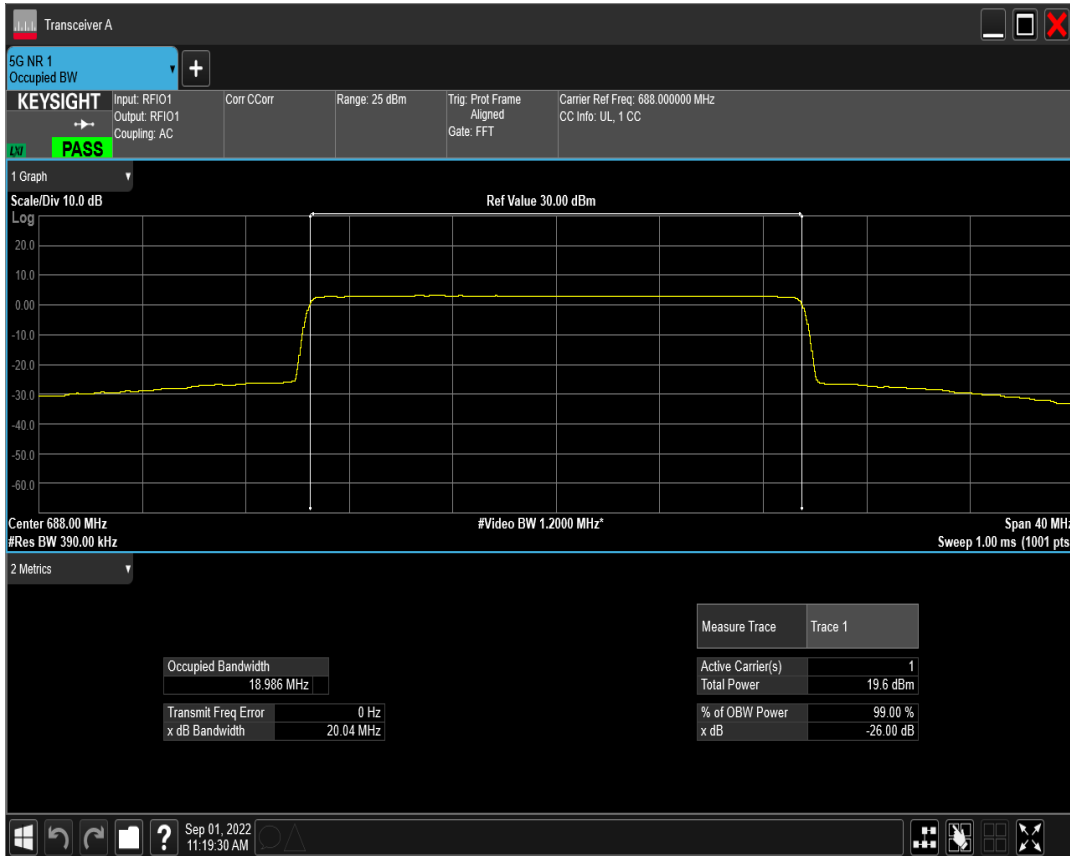 Transceiver A
5G NR 1
Occupied BW
KEYSIGHT
LXI
PASS
Input: RFIO1
Output: RFIO1
Coupling: AC
Corr CCorr
Range: 25 dBm
Trig: Prot Frame
Aligned
Gate: FFT
Carrier Ref Freq: 688.000000 MHz
CC Info: UL, 1 CC
1 Graph
Scale/Div 10.0 dB
Ref Value 30.00 dBm
Log
20.0
10.0
0.00
-10.0
-20.0
-30.0
-40.0
-50.0
-60.0
Center 688.00 MHz
#Video BW 1.2000 MHz*
Span 40 MHz
#Res BW 390.00 kHz
Sweep 1.00 ms (1001 pts
2 Metrics
Measure Trace Trace 1
Occupied Bandwidth
18.986 MHz
Transmit Freq Error 0 Hz
x dB Bandwidth 20.04 MHz
Active Carrier(s) 1
Total Power 19.6 dBm
% of OBW Power 99.00 %
x dB -26.00 dB
?
Sep 01, 2022
11:19:30 AM